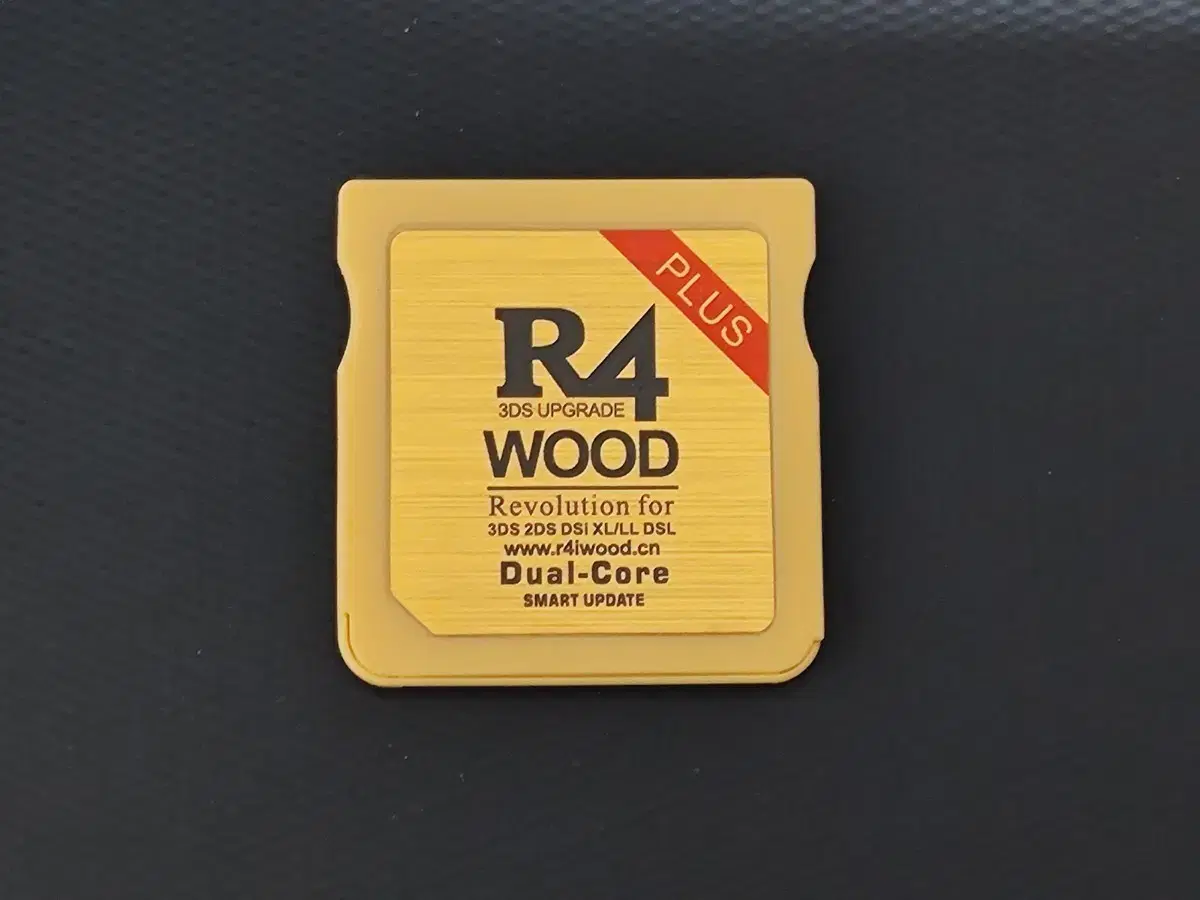 PLUS
R4
3DS UPGRADE
WOOD
Revolution for
3DS 2DS DSi XL/LL DSL
www.r4iwood.cn
Dual-Core
SMART UPDATE